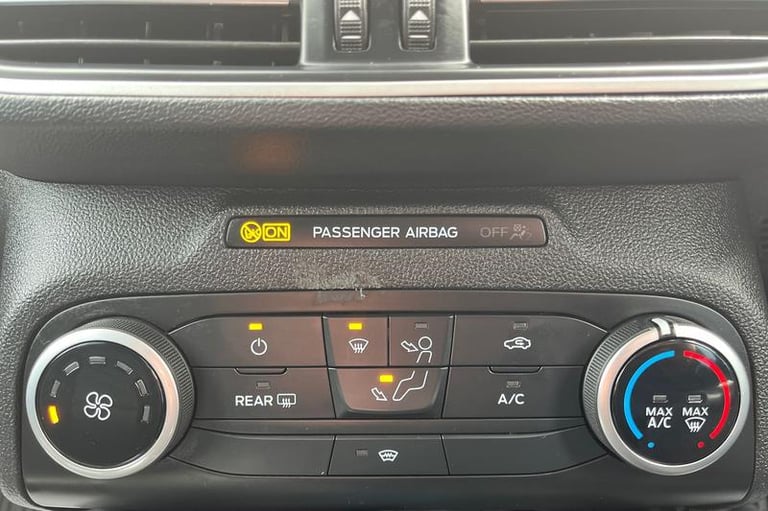 ON PASSENGER AIRBAG OFF
REAR
A/C
MAX
A/C
MAX